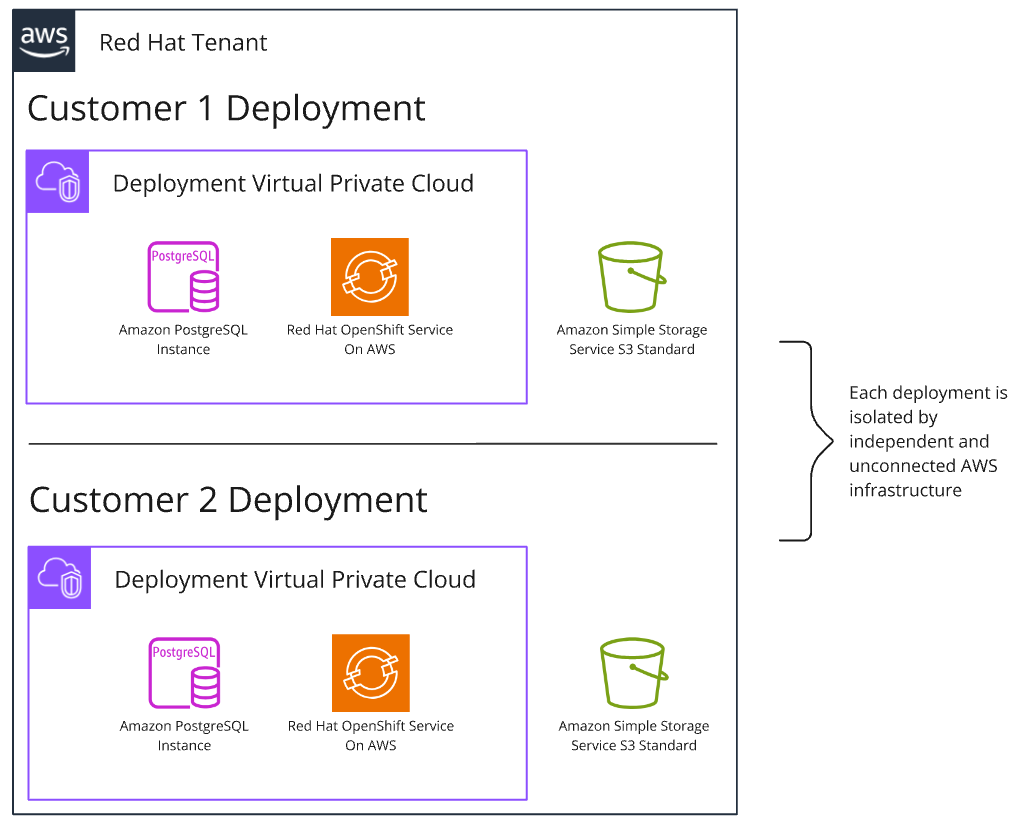 aws
Red Hat Tenant
Customer 1 Deployment
Deployment Virtual Private Cloud
PostgreSQL
Amazon PostgreSQL
Instance
Red Hat OpenShift Service
On AWS
Amazon Simple Storage
Service S3 Standard
Each deployment is
isolated by
independent and
unconnected AWS
infrastructure
Customer 2 Deployment
Deployment Virtual Private Cloud
PostgreSQL
Amazon PostgreSQL
Instance
Red Hat OpenShift Service
On AWS
Amazon Simple Storage
Service S3 Standard